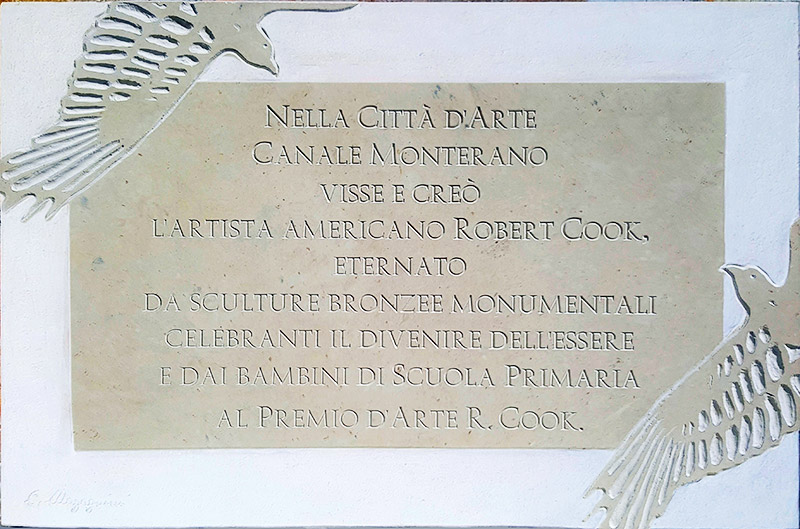 NELLA CITTÀ D'ARTE
CANALE MONTERANO
VISSE E CREÒ
L'ARTISTA AMERICANO ROBERT COOK,
ETERNATO
DA SCULTURE BRONZEE MONUMENTALI
CELEBRANTI IL DIVENIRE DELL'ESSERE
E DAI BAMBINI DI SCUOLA PRIMARIA
AL PREMIO D'ARTE R. COOK.